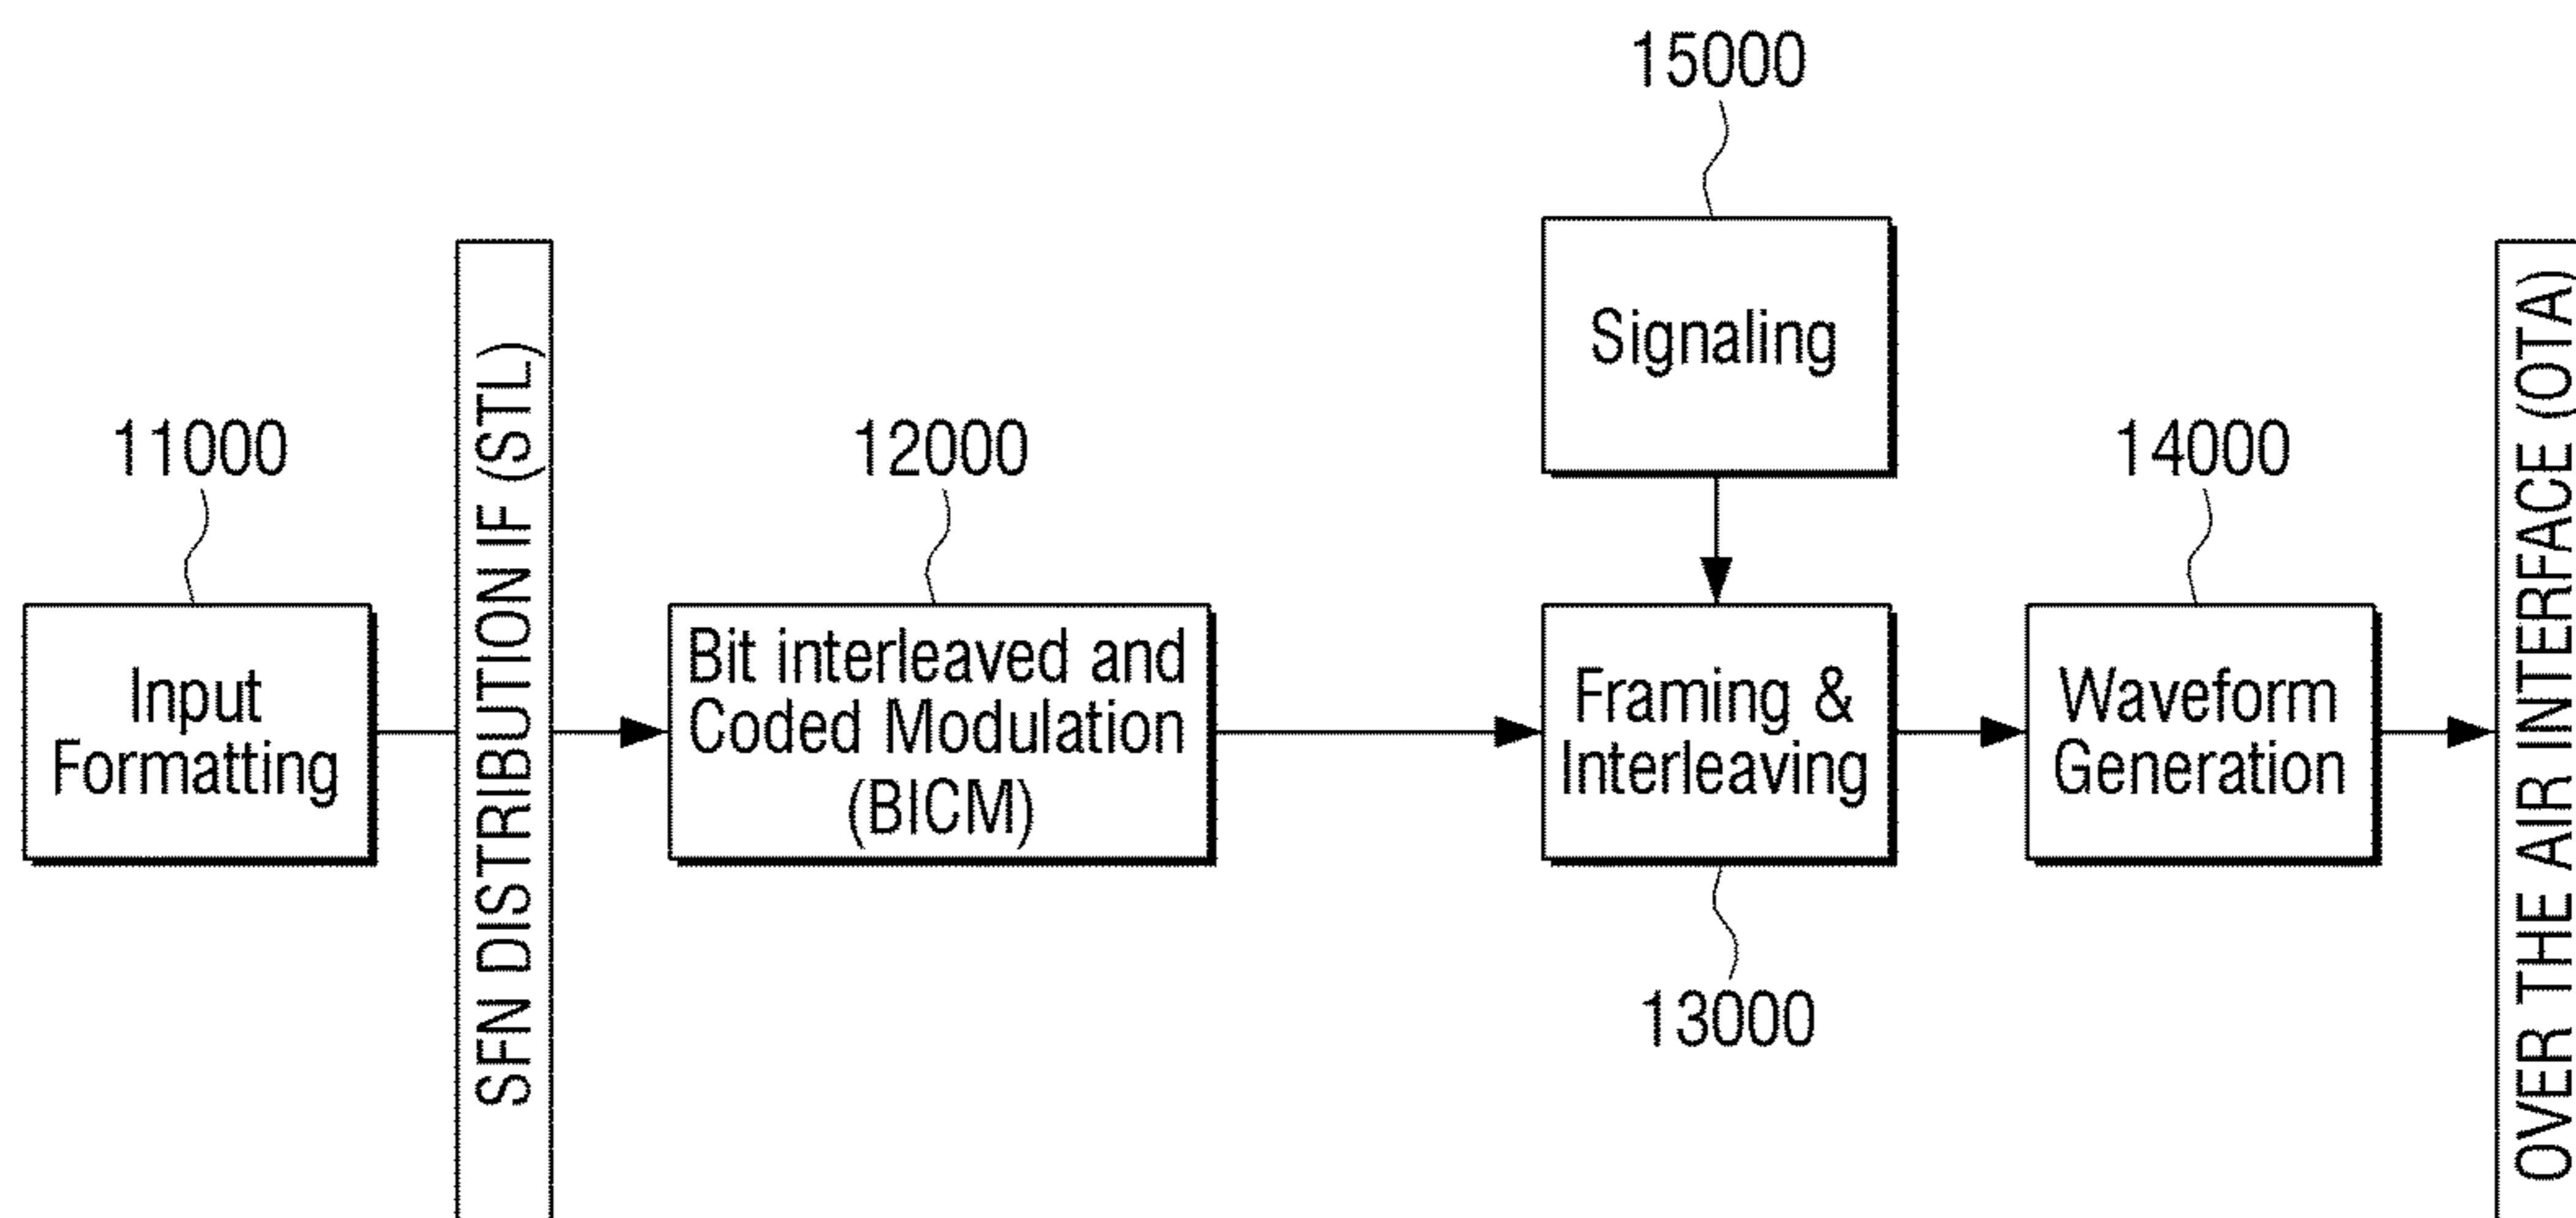 15000
Signaling
11000
Input
Formatting
SFN DISTRIBUTION IF (STL)
12000
Bit interleaved and
Coded Modulation
(BICM)
Framing &
Interleaving
13000
14000
Waveform
Generation
OVER THE AIR INTERFACE (OTA)